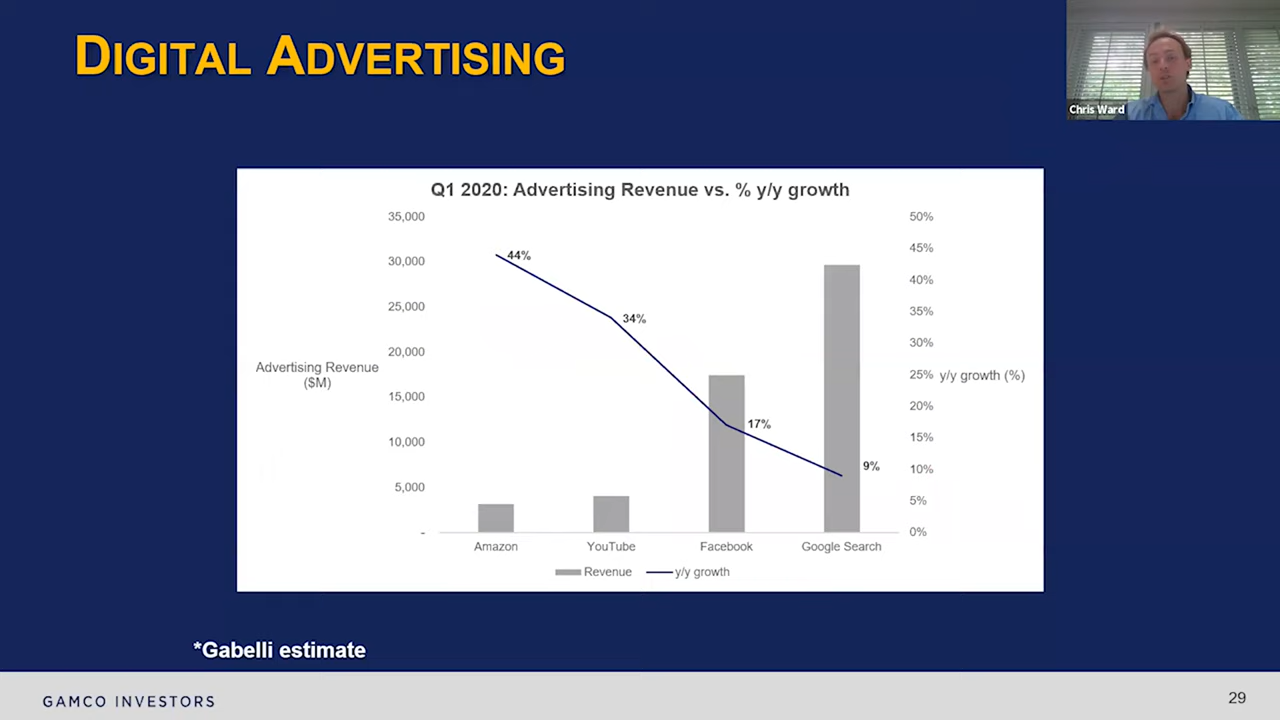 DIGITAL ADVERTISING
Chris Ward
Q1 2020: Advertising Revenue vs. % y/y growth
35,000
30,000
25,000
20,000
15,000
10,000
5,000
-
Advertising Revenue
($M)
44%
34%
17%
9%
50%
45%
40%
35%
30%
25%
20%
15%
10%
5%
0%
y/y growth (%)
Amazon YouTube Facebook Google Search
Revenue y/y growth
*Gabelli estimate
GAMCO INVESTORS
29